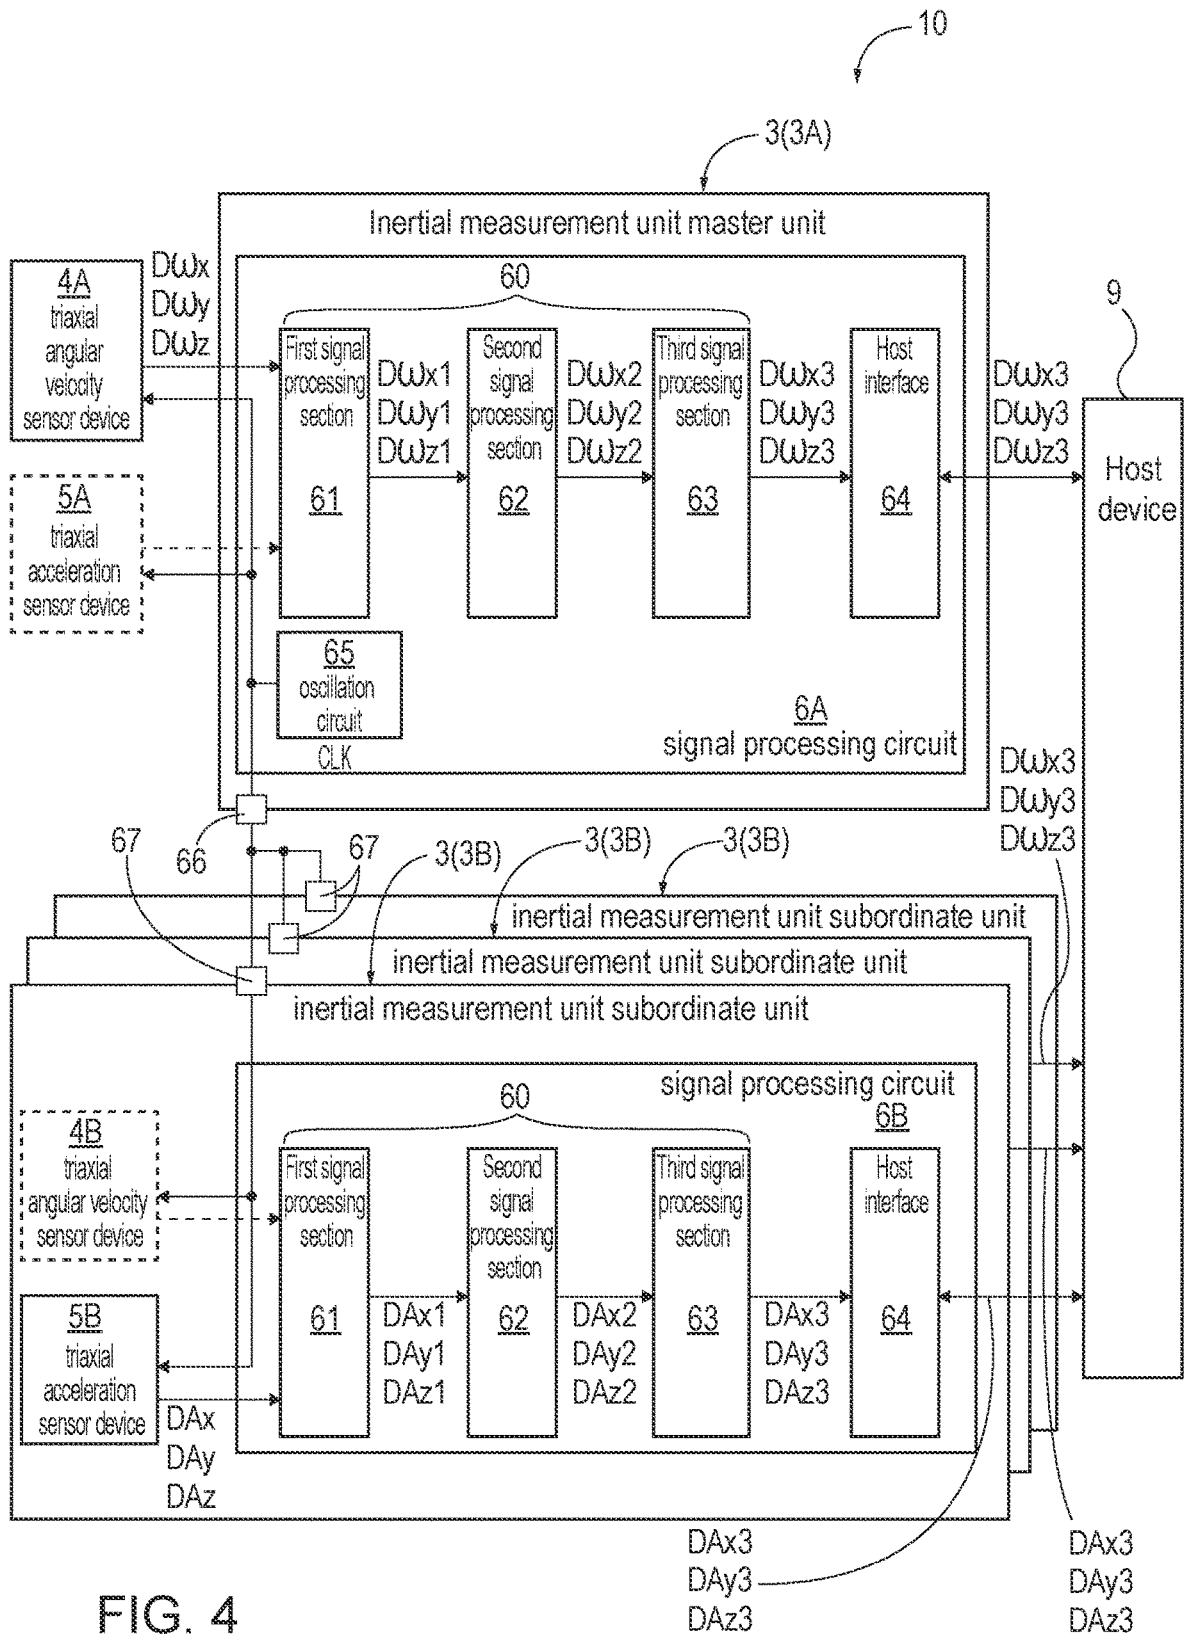 10
3(3A)
Inertial measurement unit master unit
4A
triaxial
angular
velocity
sensor device
Dωx
Dωy
Dωz
60
First signal
processing
section
61
Dωx1
Dωy1
Dωz1
Second
signal
processing
section
62
Dωx2
Dωy2
Dωz2
Third signal
processing
section
63
Dωx3
Dωy3
Dωz3
Host
interface
64
Dωx3
Dωy3
Dωz3
9
Host
device
5A
triaxial
acceleration
sensor device
65
oscillation
circuit
CLK
6A
signal processing circuit
Dωx3
Dωy3
Dωz3
66
67
67
3(3B)
3(3B)
3(3B)
inertial measurement unit subordinate unit
inertial measurement unit subordinate unit
inertial measurement unit subordinate unit
signal processing circuit
6B
60
4B
triaxial
angular velocity
sensor device
First signal
processing
section
61
DAx1
DAy1
DAz1
Second
signal
processing
section
62
DAx2
DAy2
DAz2
Third signal
processing
section
63
DAx3
DAy3
DAz3
Host
interface
64
5B
triaxial
acceleration
sensor device
DAx
DAy
DAz
DAx3
DAy3
DAz3
DAx3
DAy3
DAz3
FIG. 4